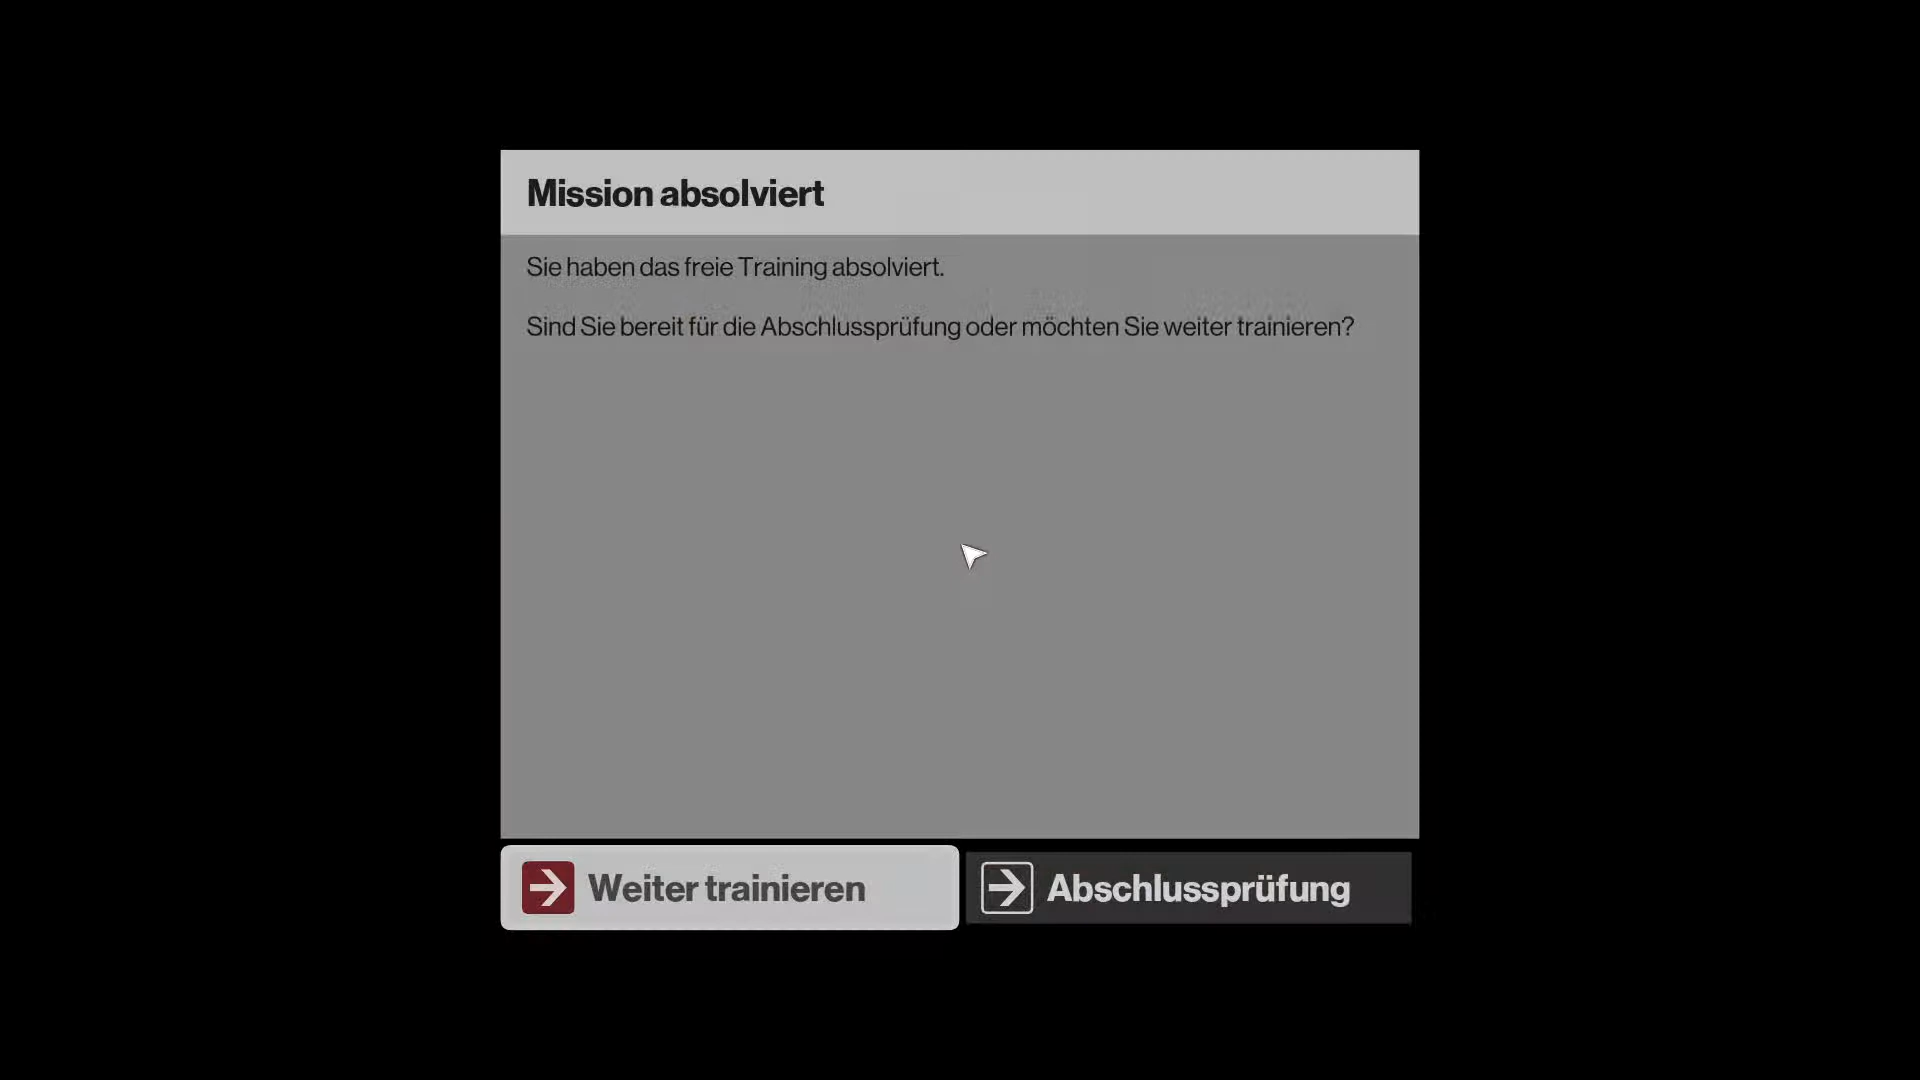 Mission absolviert
Sie haben das freie Training absolviert.
Sind Sie bereit für die Abschlussprüfung oder möchten Sie weiter trainieren?
Weiter trainieren
Abschlussprüfung